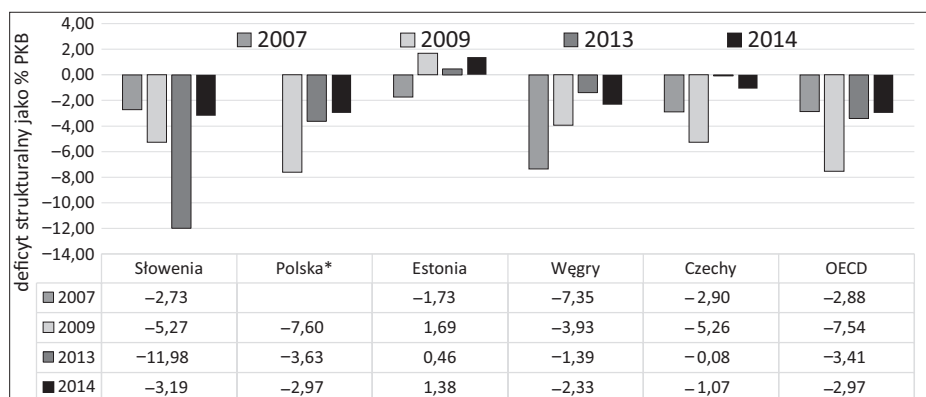 deficyt strukturalny jako % PKB
4,00
2,00
0,00
−2,00
−4,00
−6,00
−8,00
−10,00
−12,00
−14,00
2007 2009 2013 2014
Słowenia Polska* Estonia Węgry Czechy OECD
2007 −2,73 −1,73 −7,35 −2,90 −2,88
2009 −5,27 −7,60 1,69 −3,93 −5,26 −7,54
2013 −11,98 −3,63 0,46 −1,39 −0,08 −3,41
2014 −3,19 −2,97 1,38 −2,33 −1,07 −2,97